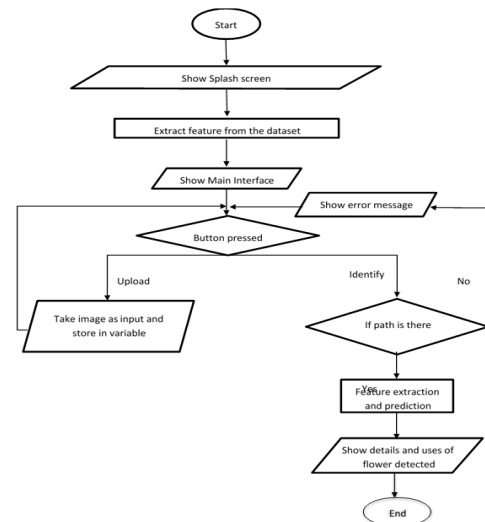 Start
Show Splash screen
Extract feature from the dataset
Show Main Interface
Show error message
Button pressed
Upload
Identify
No
Take image as input and
store in variable
If path is there
Yes
Feature extraction
and prediction
Show details and uses of
flower detected
End